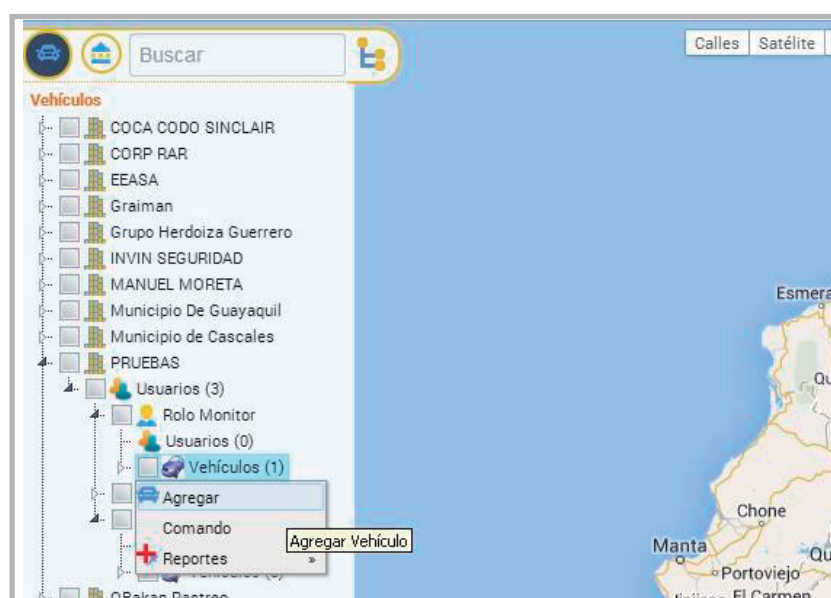 Buscar
Calles Satélite
Vehículos
COCA CODO SINCLAIR
CORP RAR
EEASA
Graiman
Grupo Herdoiza Guerrero
INVIN SEGURIDAD
MANUEL MORETA
Municipio De Guayaquil
Municipio de Cascales
PRUEBAS
Usuarios (3)
Rolo Monitor
Usuarios (0)
Vehículos (1)
Agregar
Comando
Agregar Vehículo
Reportes »
Esmera
Qu
Chone
Manta
Qu
Portoviejo
El Carmen